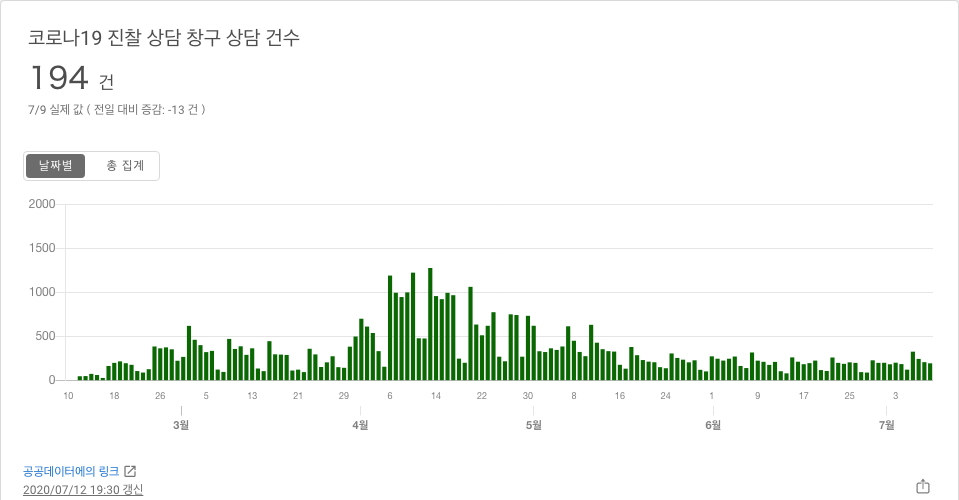 코로나19 진찰 상담 창구 상담 건수
194 건
7/9 실제 값 ( 전일 대비 증감: -13 건 )
날짜별 총 집계
2000
1500
1000
500
0
10 18 26 5 13 21 29 6 14 22 30 8 16 24 1 9 17 25 3
3월 4월 5월 6월 7월
공공데이터에의 링크
2020/07/12 19:30 갱신